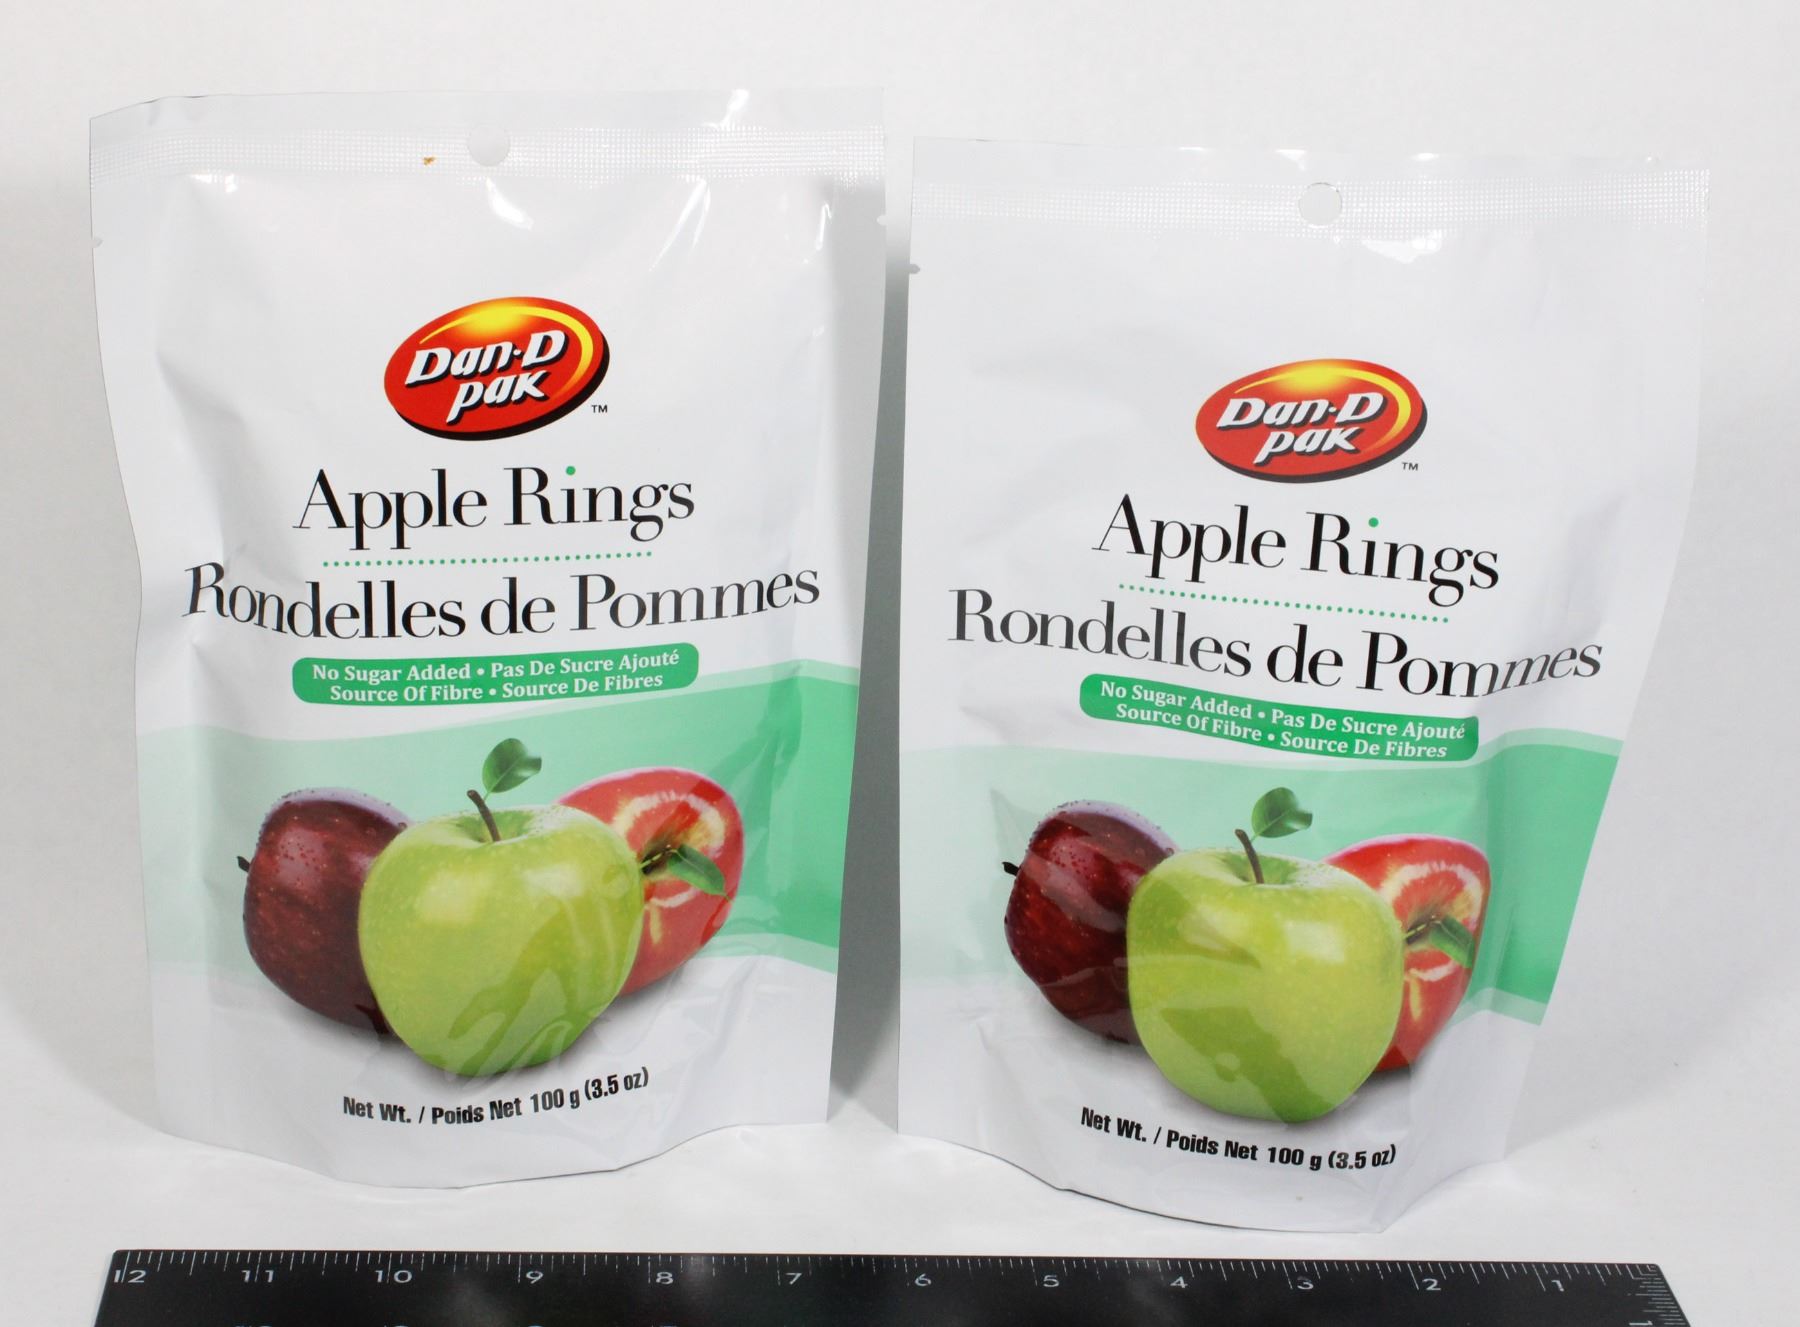 Dan·D
pak
TM
Apple Rings
Rondelles de Pommes
No Sugar Added • Pas De Sucre Ajouté
Source Of Fibre • Source De Fibres
Net Wt. / Poids Net 100 g (3.5 oz)
Dan·D
pak
TM
Apple Rings
Rondelles de Pommes
No Sugar Added • Pas De Sucre Ajouté
Source Of Fibre • Source De Fibres
Net Wt. / Poids Net 100 g (3.5 oz)
12 11 10 9 8 7 6 5 4 3 2 1